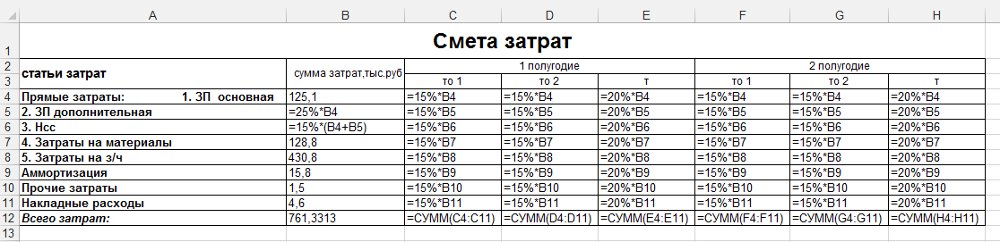 A B C D E F G H
1 Смета затрат
2 статьи затрат сумма затрат,тыс.руб 1 полугодие 2 полугодие
3 то 1 то 2 т то 1 то 2 т
4 Прямые затраты: 1. ЗП основная 125,1 =15%*B4 =15%*B4 =20%*B4 =15%*B4 =15%*B4 =20%*B4
5 2. ЗП дополнительная =25%*B4 =15%*B5 =15%*B5 =20%*B5 =15%*B5 =15%*B5 =20%*B5
6 3. Нсс =15%*(B4+B5) =15%*B6 =15%*B6 =20%*B6 =15%*B6 =15%*B6 =20%*B6
7 4. Затраты на материалы 128,8 =15%*B7 =15%*B7 =20%*B7 =15%*B7 =15%*B7 =20%*B7
8 5. Затраты на з/ч 430,8 =15%*B8 =15%*B8 =20%*B8 =15%*B8 =15%*B8 =20%*B8
9 Аммортизация 15,8 =15%*B9 =15%*B9 =20%*B9 =15%*B9 =15%*B9 =20%*B9
10 Прочие затраты 1,5 =15%*B10 =15%*B10 =20%*B10 =15%*B10 =15%*B10 =20%*B10
11 Накладные расходы 4,6 =15%*B11 =15%*B11 =20%*B11 =15%*B11 =15%*B11 =20%*B11
12 Всего затрат: 761,3313 =СУММ(C4:C11) =СУММ(D4:D11) =СУММ(E4:E11) =СУММ(F4:F11) =СУММ(G4:G11) =СУММ(H4:H11)
13